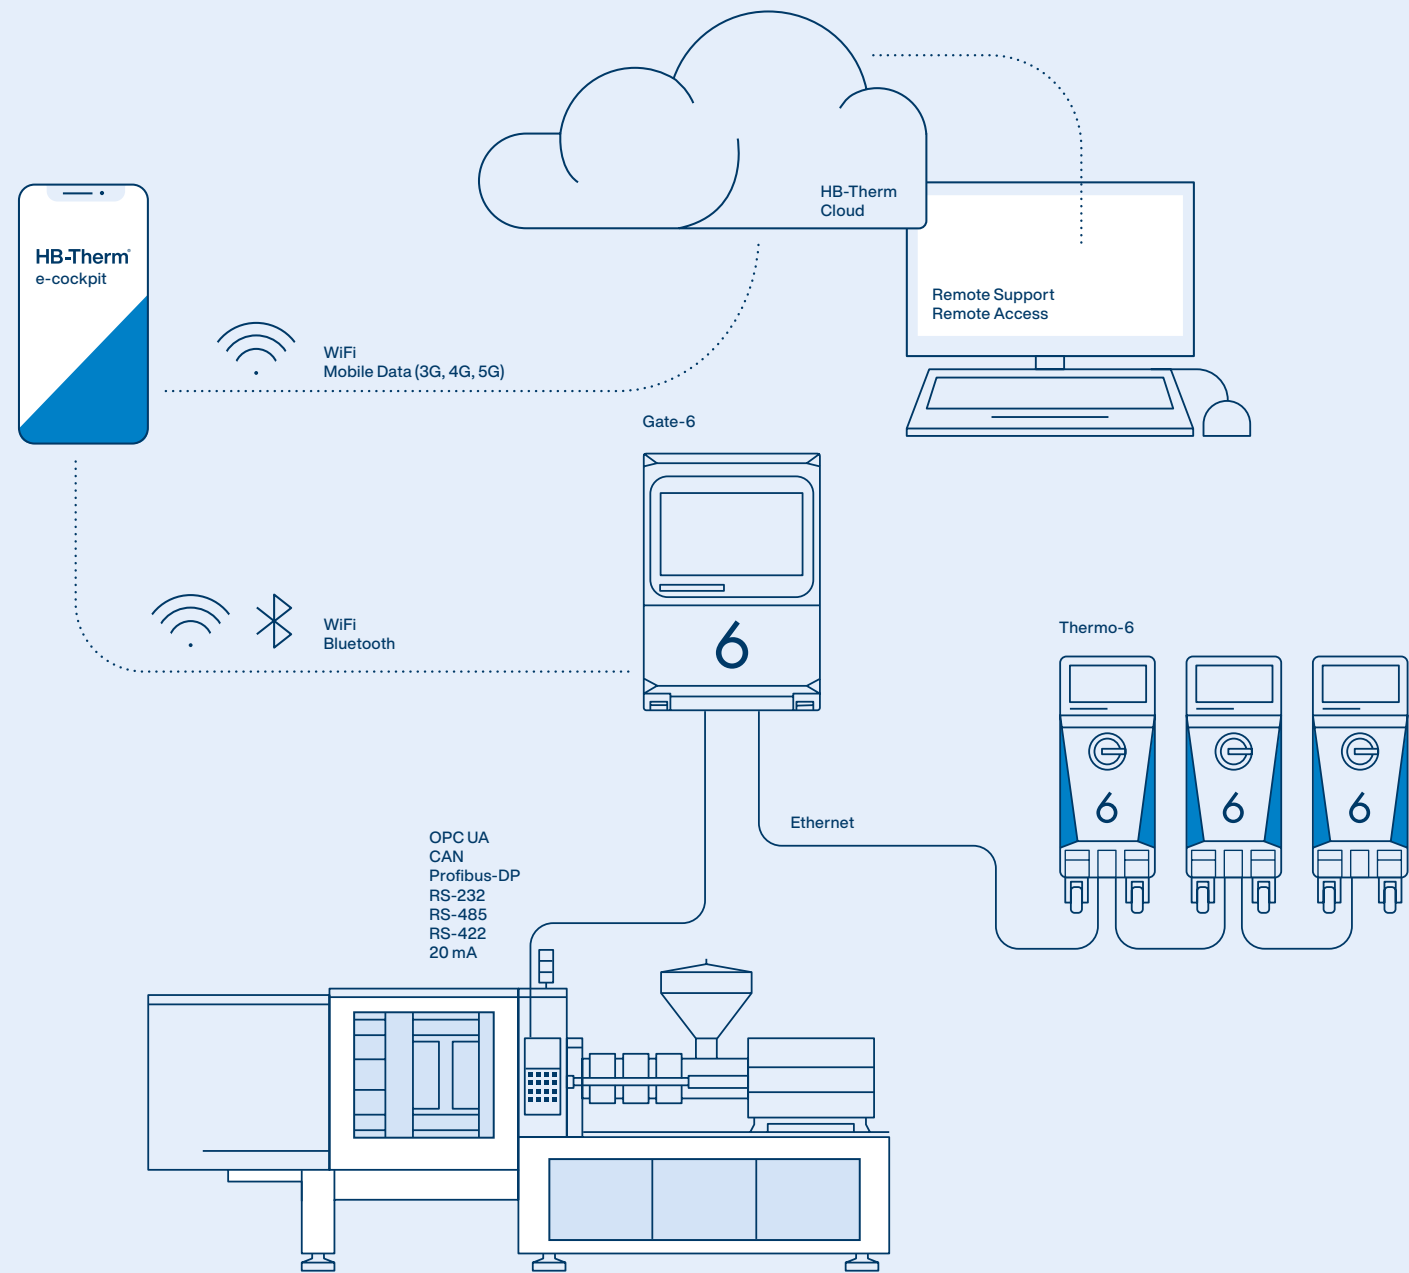 HB-Therm
Cloud
HB-Therm®
e-cockpit
Remote Support
Remote Access
WiFi
Mobile Data (3G, 4G, 5G)
Gate-6
6
WiFi
Bluetooth
Thermo-6
6
6
6
Ethernet
OPC UA
CAN
Profibus-DP
RS-232
RS-485
RS-422
20 mA